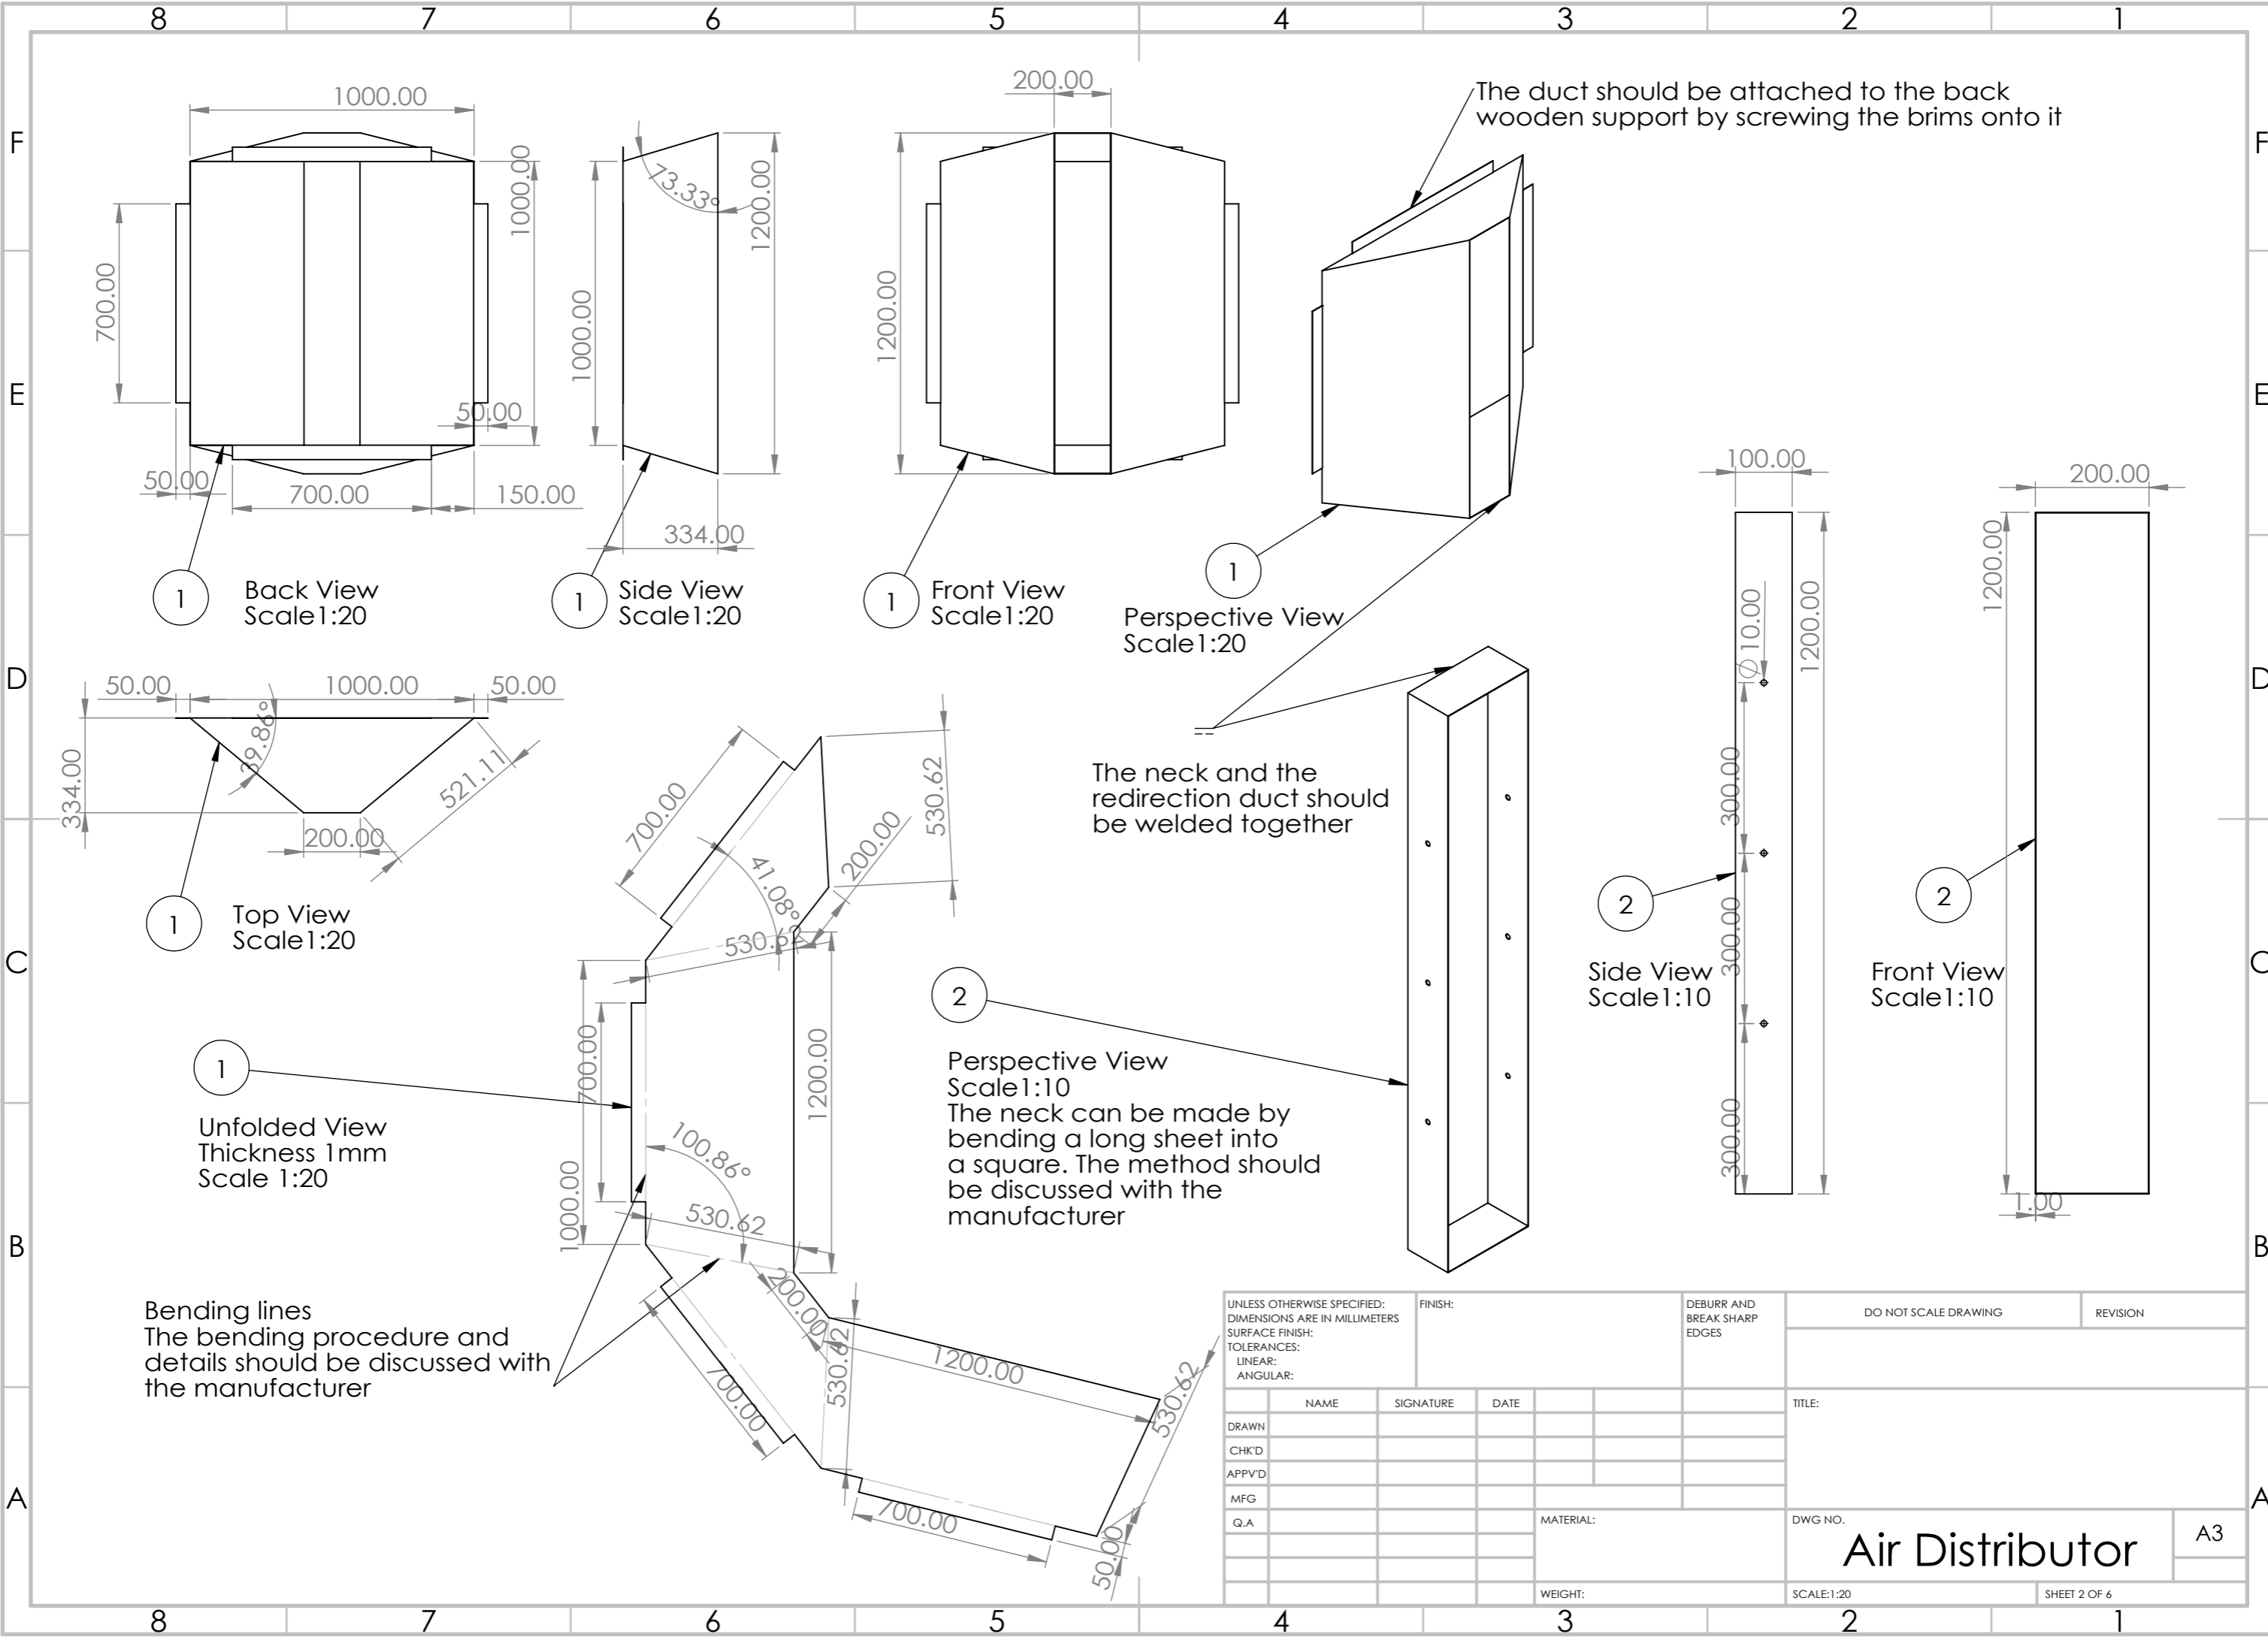 8 7 6 5 4 3 2 1
F F
E E
D D
C C
B B
A A
1000.00
1000.00
700.00
50.00
50.00
700.00
150.00
1
Back View
Scale1:20
73.33°
1200.00
1000.00
334.00
1
Side View
Scale1:20
200.00
1200.00
1
Front View
Scale1:20
The duct should be attached to the back
wooden support by screwing the brims onto it
1
Perspective View
Scale1:20
50.00
1000.00
50.00
334.00
39.86°
521.11
200.00
1
Top View
Scale1:20
The neck and the
redirection duct should
be welded together
100.00
Ø10.00
1200.00
300.00
300.00
300.00
2
Side View
Scale1:10
200.00
1200.00
1.00
2
Front View
Scale1:10
2
Perspective View
Scale1:10
The neck can be made by
bending a long sheet into
a square. The method should
be discussed with the
manufacturer
700.00
530.62
200.00
41.08°
530.62
700.00
1000.00
1200.00
100.86°
530.62
200.00
530.62
1200.00
530.62
700.00
700.00
50.00
1
Unfolded View
Thickness 1mm
Scale 1:20
Bending lines
The bending procedure and
details should be discussed with
the manufacturer
UNLESS OTHERWISE SPECIFIED:
DIMENSIONS ARE IN MILLIMETERS
SURFACE FINISH:
TOLERANCES:
LINEAR:
ANGULAR:
FINISH:
DEBURR AND
BREAK SHARP
EDGES
DO NOT SCALE DRAWING
REVISION
NAME SIGNATURE DATE
TITLE:
DRAWN
CHK'D
APPV'D
MFG
Q.A
MATERIAL:
DWG NO.
Air Distributor
A3
WEIGHT:
SCALE:1:20
SHEET 2 OF 6
8 7 6 5 4 3 2 1